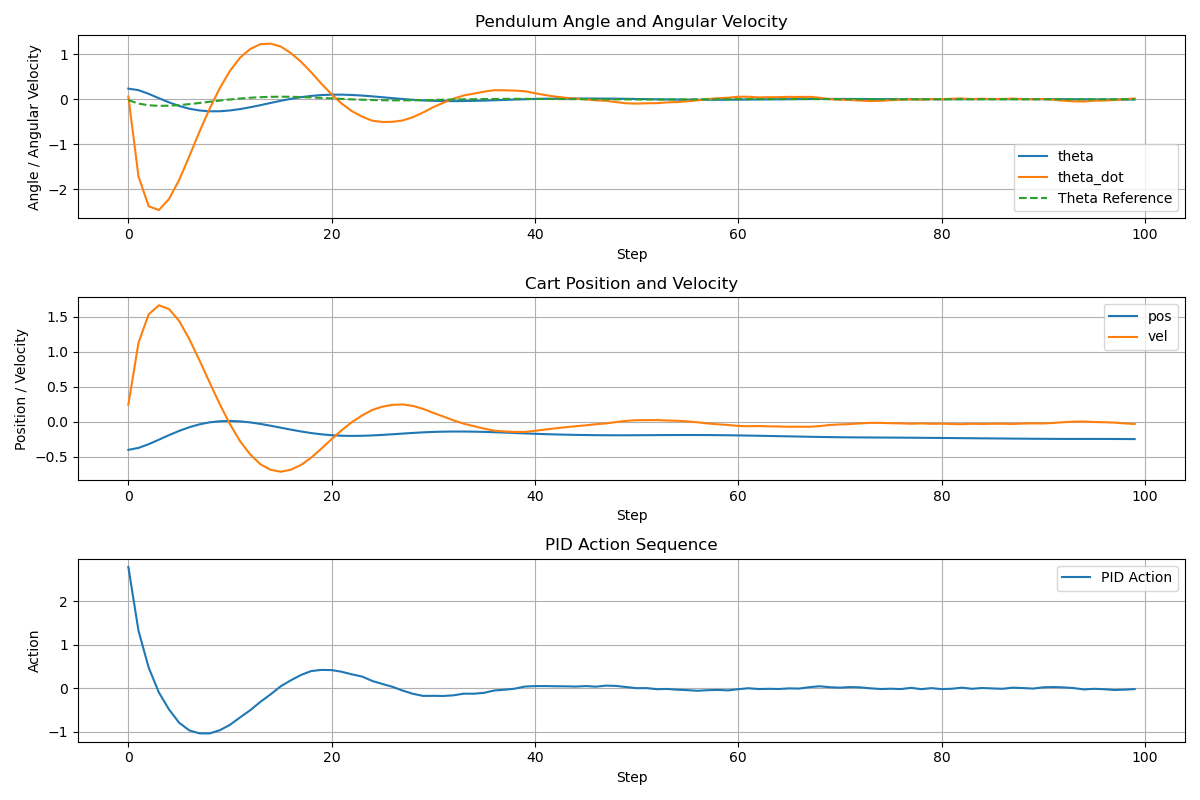 Pendulum Angle and Angular Velocity
Angle / Angular Velocity
1
0
−1
−2
theta
theta_dot
Theta Reference
0
20
40
60
80
100
Step
Cart Position and Velocity
Position / Velocity
1.5
1.0
0.5
0.0
−0.5
pos
vel
0
20
40
60
80
100
Step
PID Action Sequence
Action
2
1
0
−1
PID Action
0
20
40
60
80
100
Step